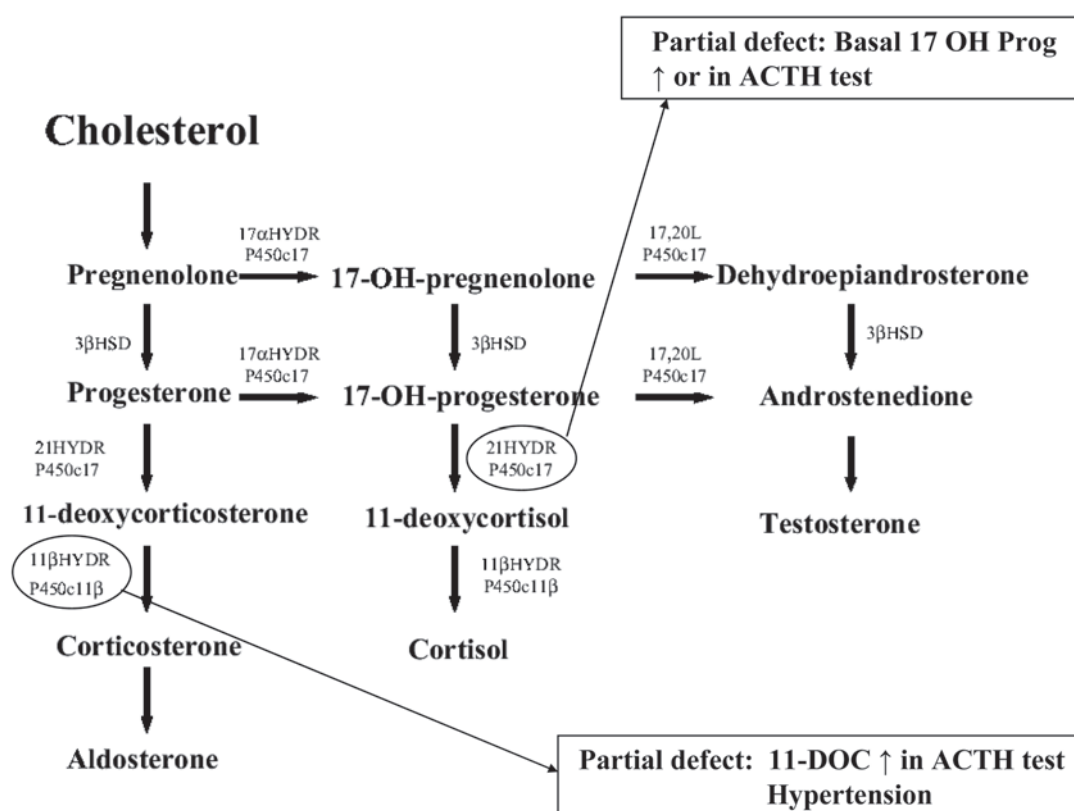 Partial defect: Basal 17 OH Prog
↑ or in ACTH test
Cholesterol
17αHYDR
P450c17
17,20L
P450c17
Pregnenolone
17-OH-pregnenolone
Dehydroepiandrosterone
3βHSD
17αHYDR
P450c17
3βHSD
17,20L
P450c17
3βHSD
Progesterone
17-OH-progesterone
Androstenedione
21HYDR
P450c17
21HYDR
P450c17
11-deoxycorticosterone
11-deoxycortisol
Testosterone
11βHYDR
P450c11β
11βHYDR
P450c11β
Corticosterone
Cortisol
Aldosterone
Partial defect: 11-DOC ↑ in ACTH test
Hypertension